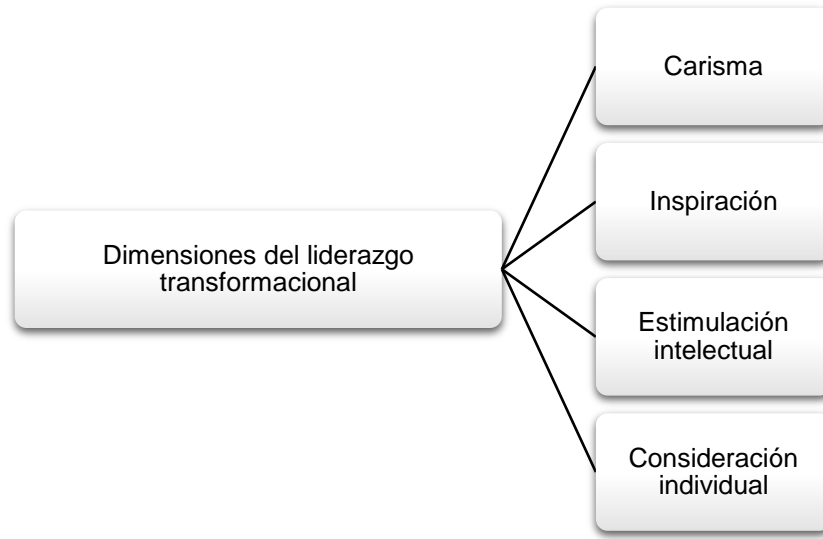 Carisma
Inspiración
Dimensiones del liderazgo
transformacional
Estimulación
intelectual
Consideración
individual